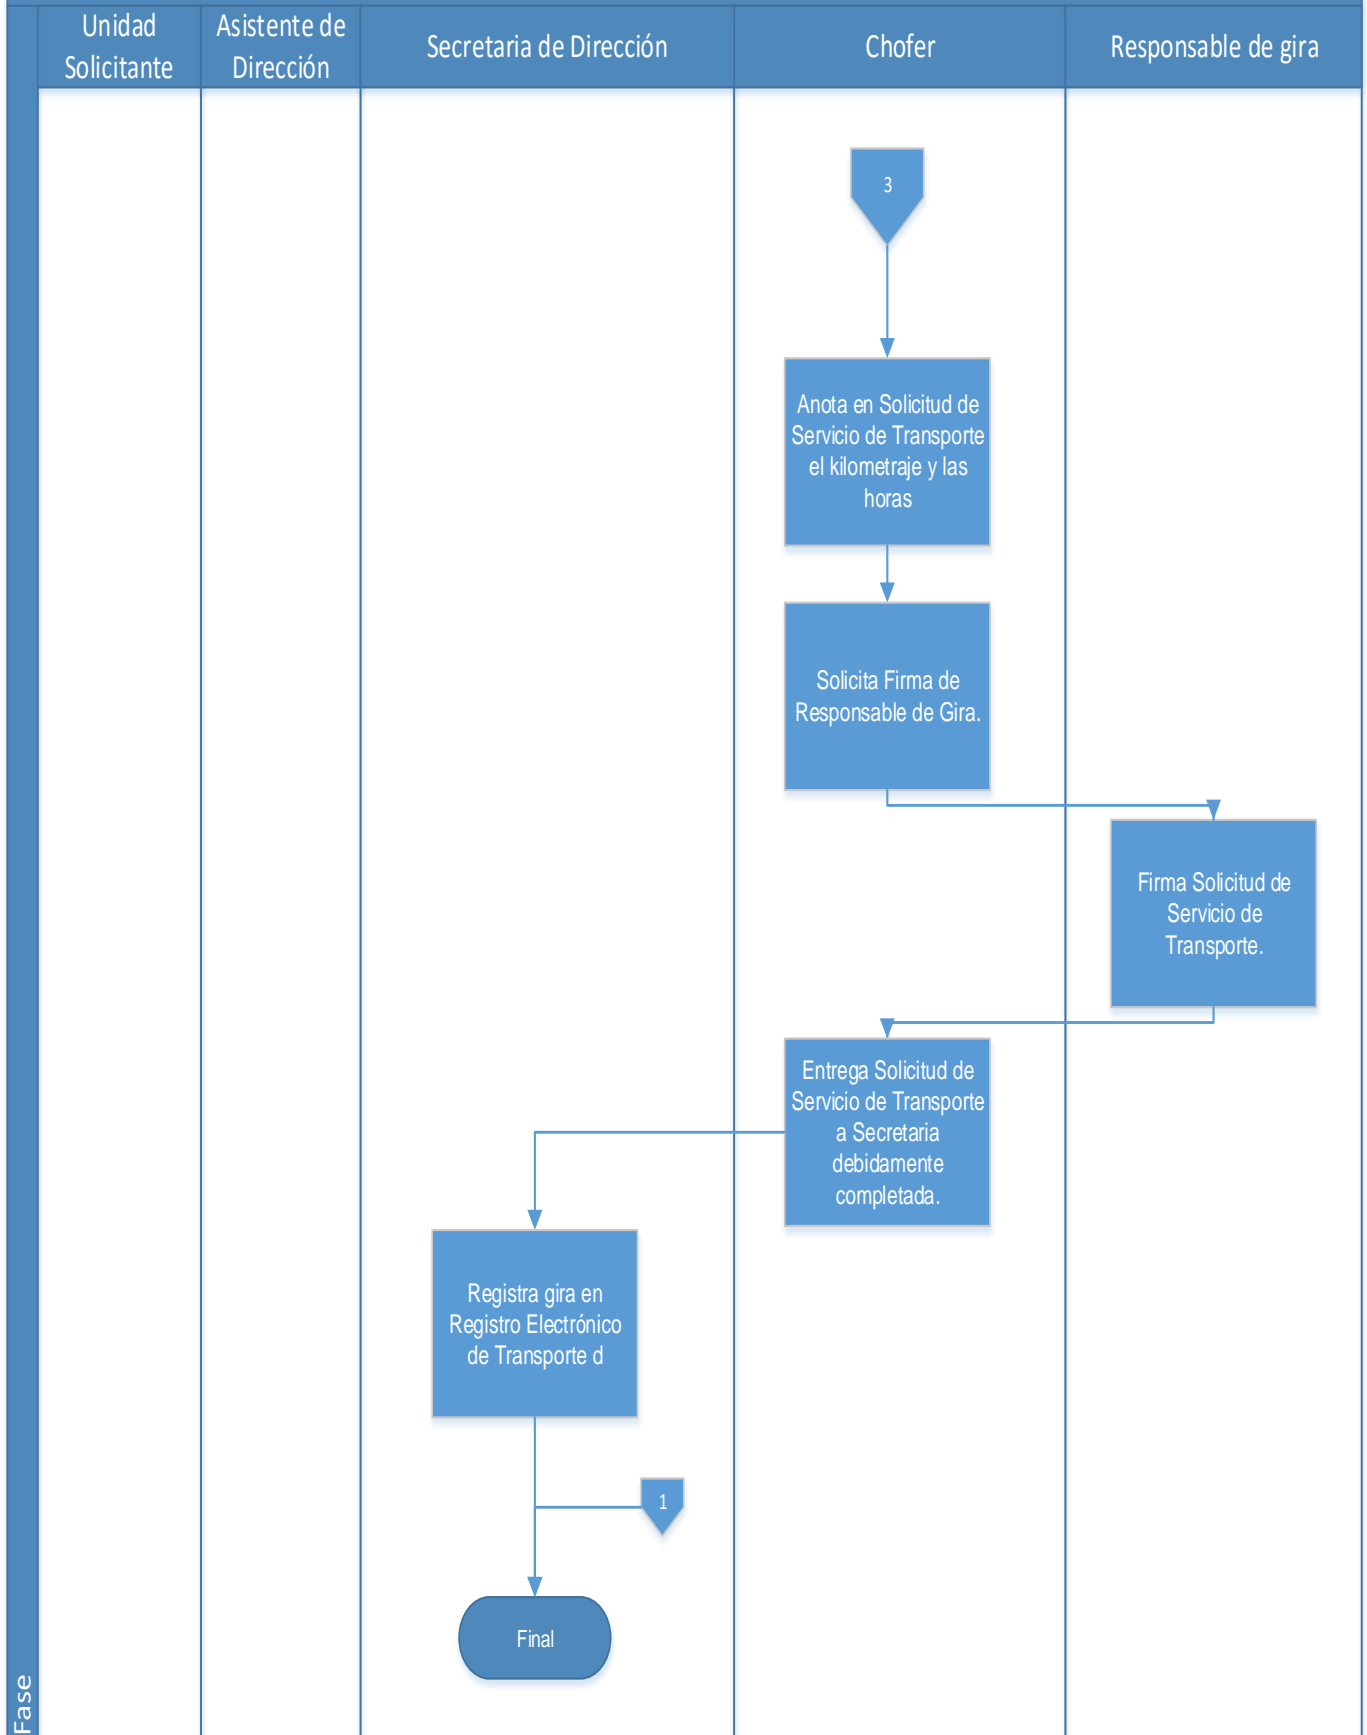 Unidad
Solicitante
Asistente de
Dirección
Secretaria de Dirección
Chofer
Responsable de gira
3
Anota en Solicitud de
Servicio de Transporte
el kilometraje y las
horas
Solicita Firma de
Responsable de Gira.
Firma Solicitud de
Servicio de
Transporte.
Entrega Solicitud de
Servicio de Transporte
a Secretaria
debidamente
completada.
Registra gira en
Registro Electrónico
de Transporte d
1
Final
Fase